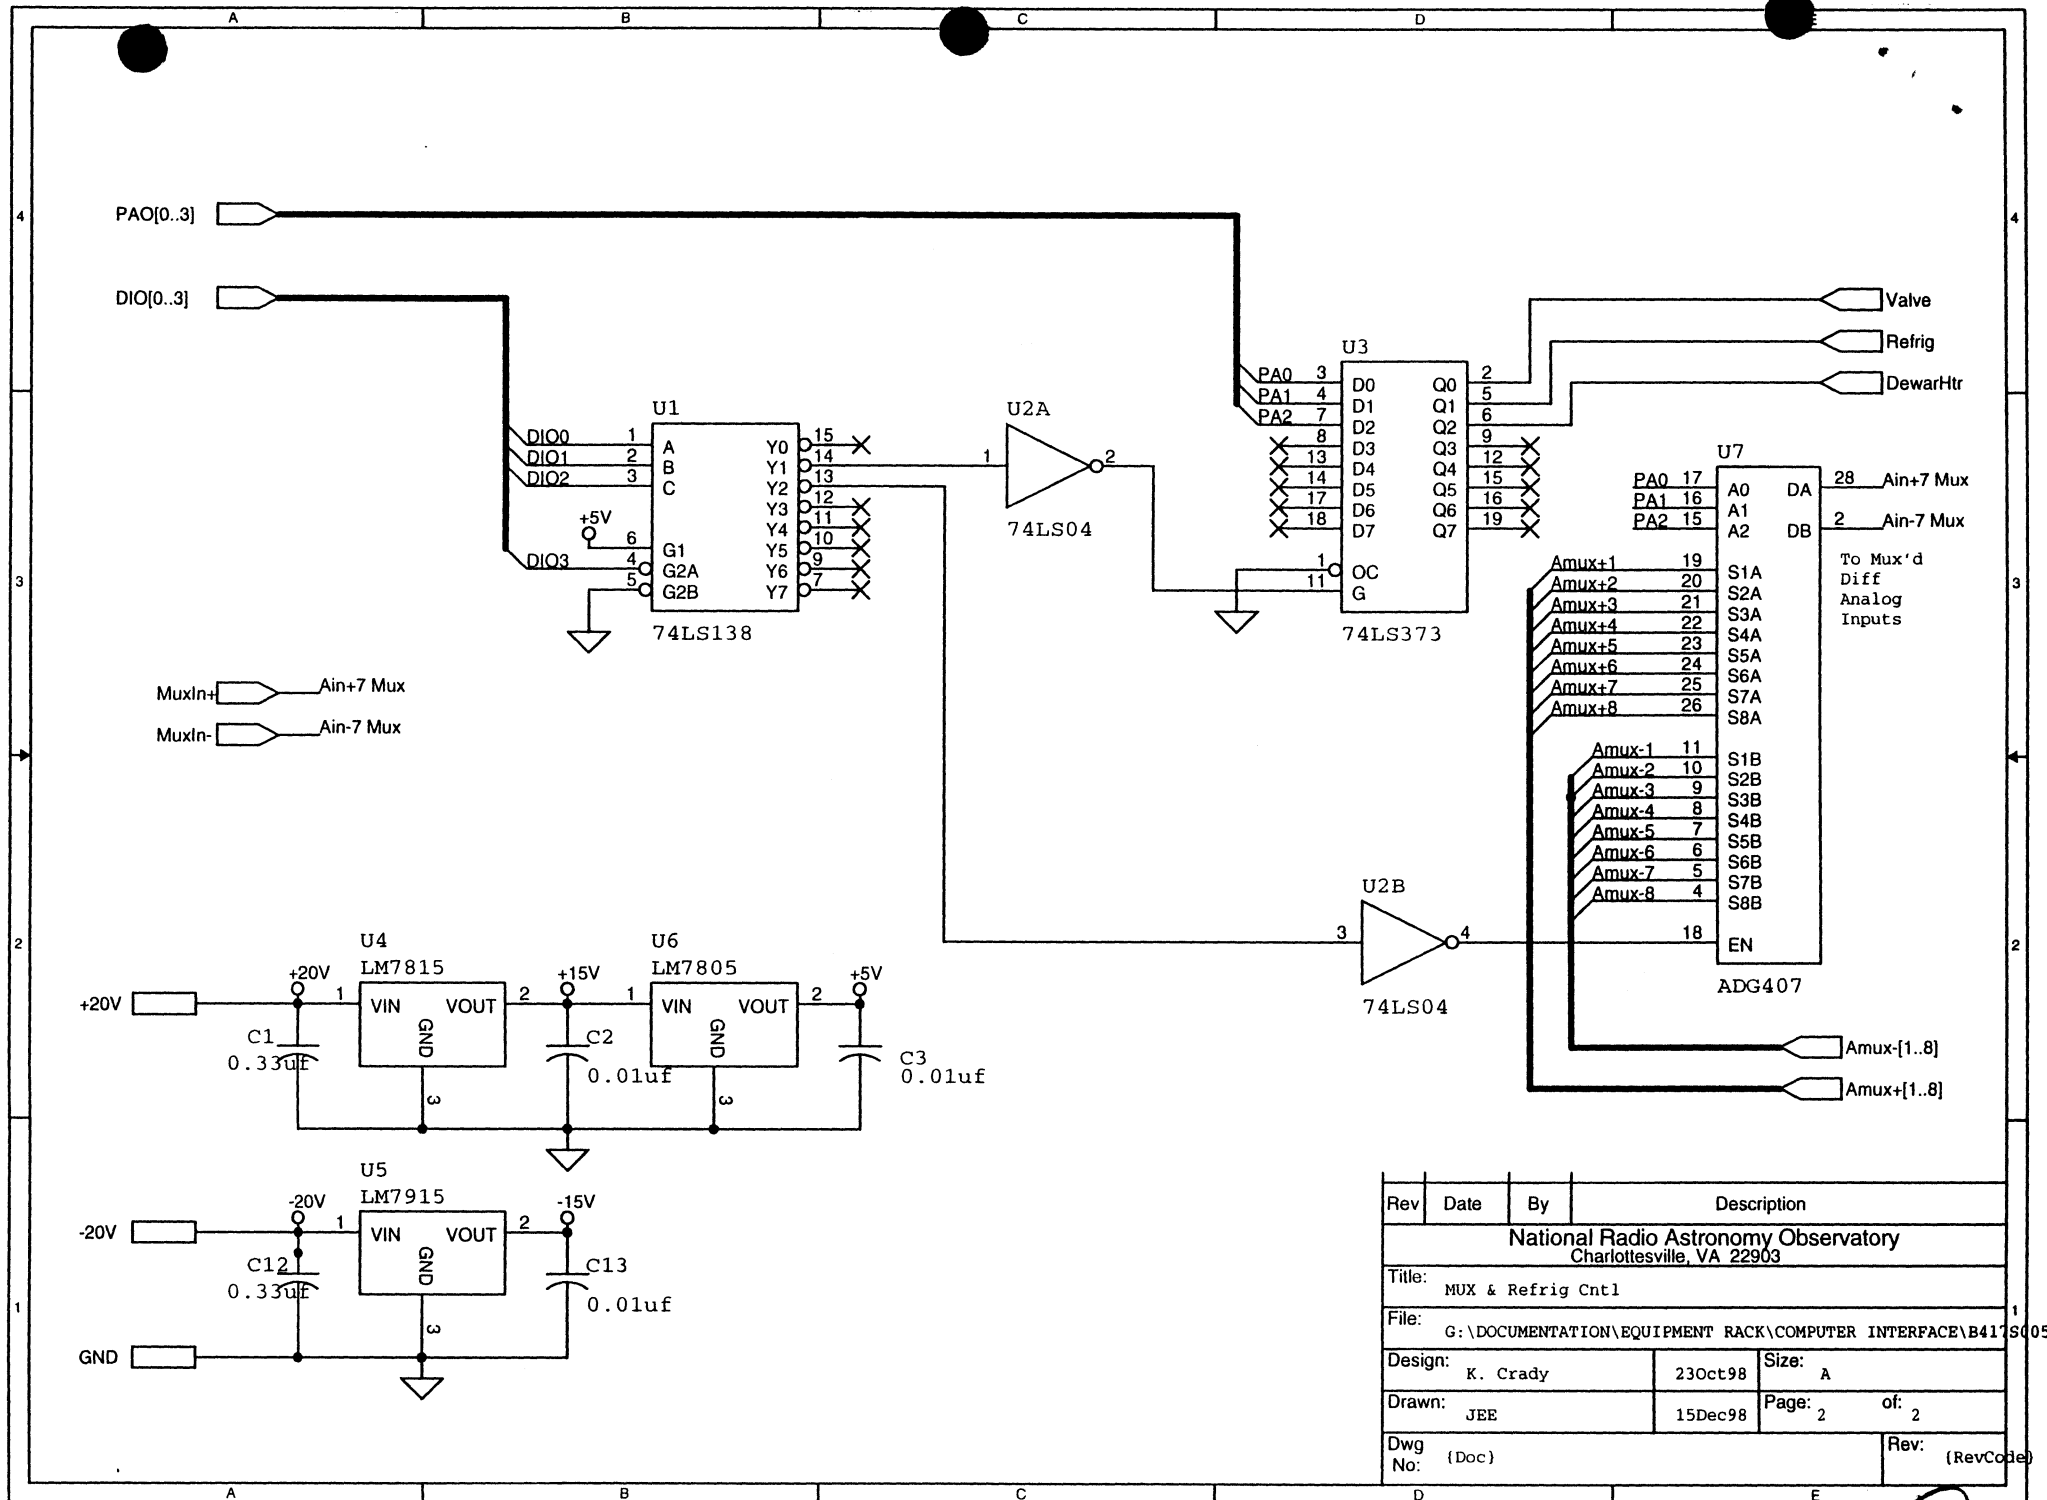 A B C D E
4 4
PAO[0..3]
DIO[0..3]
Valve
Refrig
DewarHtr
U3
PA0 3 D0 Q0 2
PA1 4 D1 Q1 5
PA2 7 D2 Q2 6
8 D3 Q3 9
13 D4 Q4 12
14 D5 Q5 15
17 D6 Q6 16
18 D7 Q7 19
1 OC
11 G
74LS373
U1
DIO0 1 A Y0 15
DIO1 2 B Y1 14
DIO2 3 C Y2 13
Y3 12
Y4 11
+5V
6 G1 Y5 10
DIO3 4 G2A Y6 9
5 G2B Y7 7
74LS138
U2A
1 2
74LS04
U7
PA0 17 A0 DA 28 Ain+7 Mux
PA1 16 A1
PA2 15 A2 DB 2 Ain-7 Mux
To Mux'd
Diff
Analog
Inputs
Amux+1 19 S1A
Amux+2 20 S2A
Amux+3 21 S3A
Amux+4 22 S4A
Amux+5 23 S5A
Amux+6 24 S6A
Amux+7 25 S7A
Amux+8 26 S8A
Amux-1 11 S1B
Amux-2 10 S2B
Amux-3 9 S3B
Amux-4 8 S4B
Amux-5 7 S5B
Amux-6 6 S6B
Amux-7 5 S7B
Amux-8 4 S8B
18 EN
ADG407
3 3
MuxIn+ Ain+7 Mux
MuxIn- Ain-7 Mux
U2B
3 4
74LS04
2 2
Amux-[1..8]
Amux+[1..8]
U4
LM7815
U6
LM7805
+20V +20V 1 VIN VOUT 2 +15V 1 VIN VOUT 2 +5V
GND GND
C1
0.33uf
C2
0.01uf
C3
0.01uf
3 3
U5
LM7915
-20V -20V 1 VIN VOUT 2 -15V
GND
C12
0.33uf
C13
0.01uf
3
GND
1 1
Rev Date By Description
National Radio Astronomy Observatory
Charlottesville, VA 22903
Title: MUX & Refrig Cntl
File: G:\DOCUMENTATION\EQUIPMENT RACK\COMPUTER INTERFACE\B417S005
Design: K. Crady 23Oct98 Size: A
Drawn: JEE 15Dec98 Page: 2 of: 2
Dwg No: {Doc} Rev: {RevCode}
A B C D E